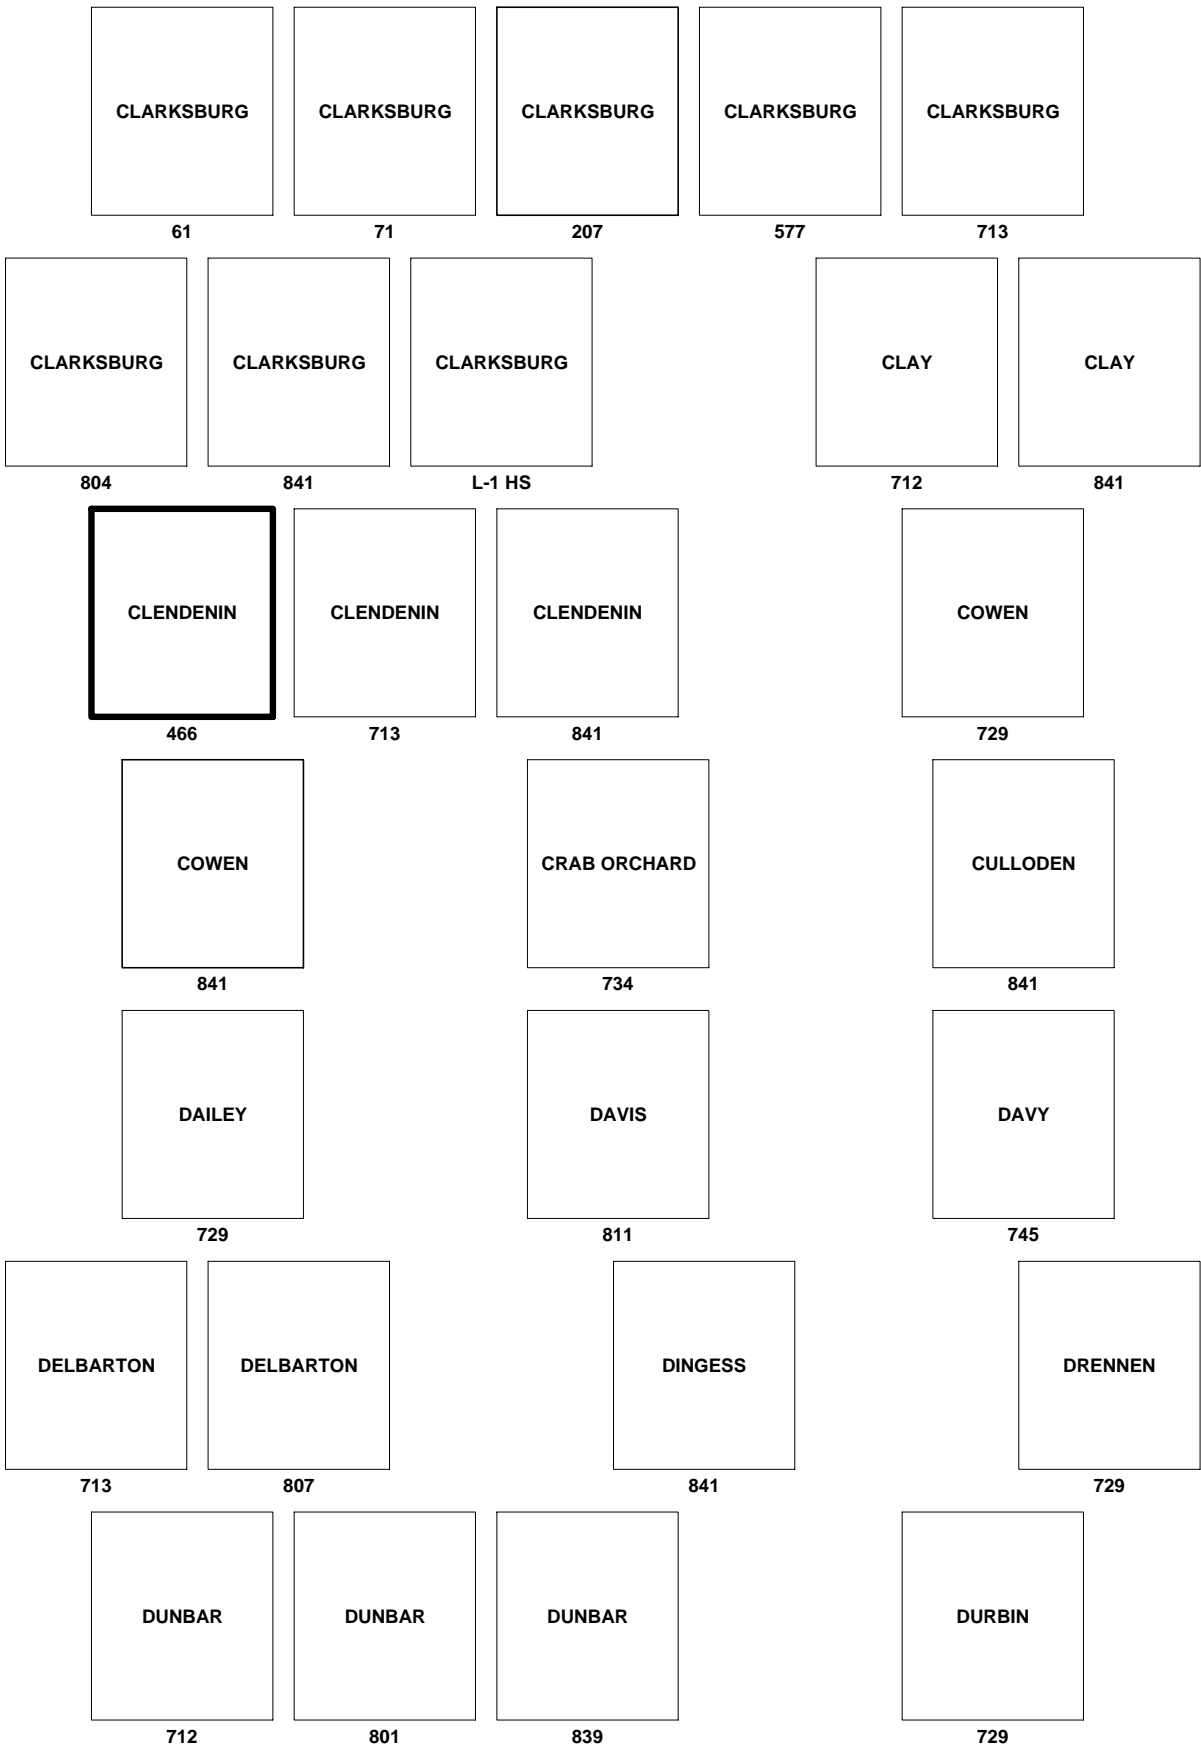 CLARKSBURG CLARKSBURG CLARKSBURG CLARKSBURG CLARKSBURG
61 71 207 577 713
CLARKSBURG CLARKSBURG CLARKSBURG CLAY CLAY
804 841 L-1 HS 712 841
CLENDENIN CLENDENIN CLENDENIN COWEN
466 713 841 729
COWEN CRAB ORCHARD CULLODEN
841 734 841
DAILEY DAVIS DAVY
729 811 745
DELBARTON DELBARTON DINGESS DRENNEN
713 807 841 729
DUNBAR DUNBAR DUNBAR DURBIN
712 801 839 729